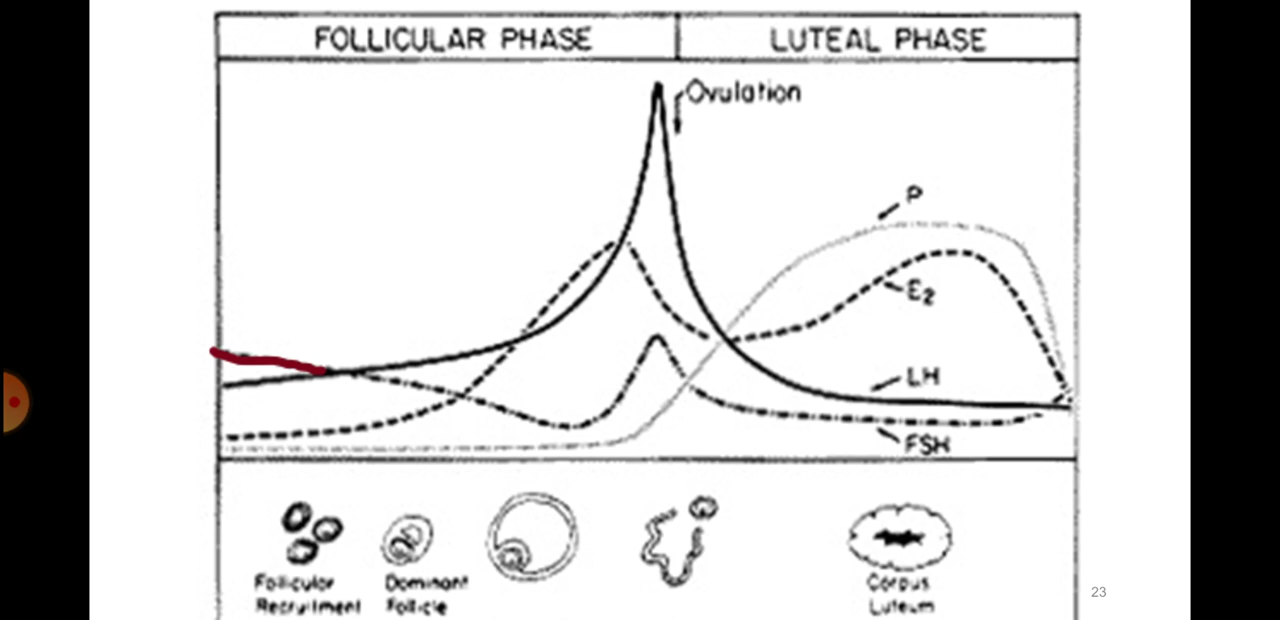 FOLLICULAR PHASE
LUTEAL PHASE
Ovulation
P
E2
LH
FSH
Follicular
Recruitment
Dominant
Follicle
Corpus
Luteum
23